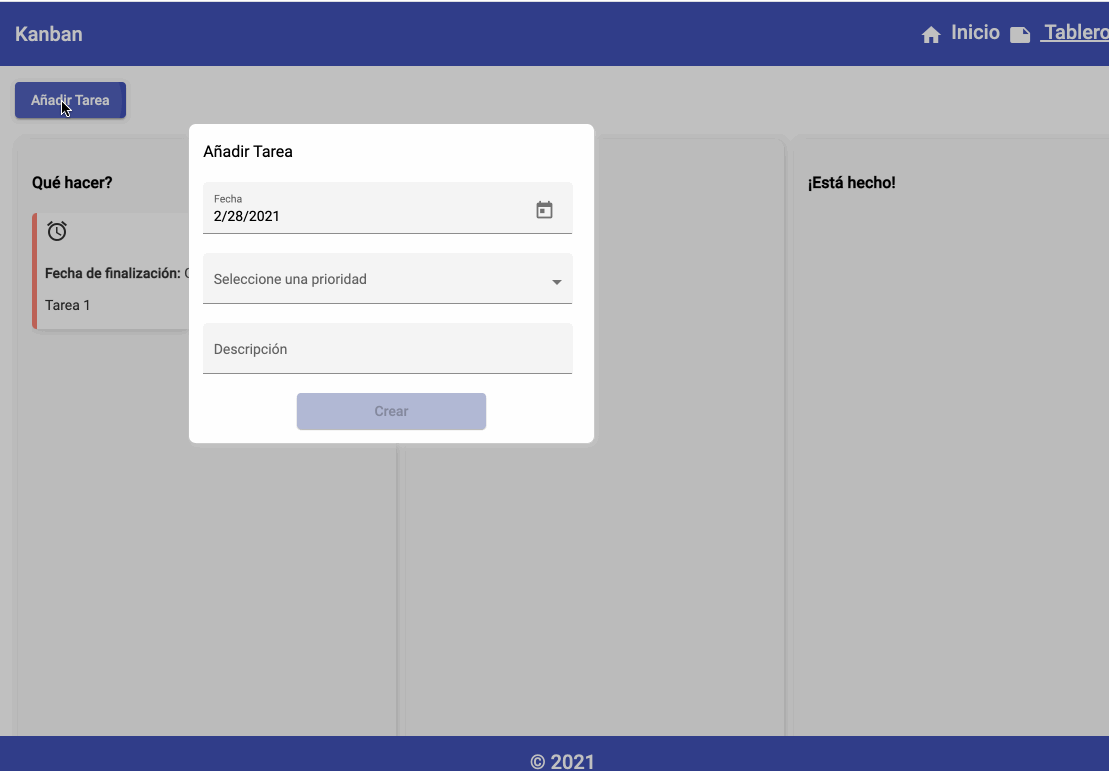 Kanban
Inicio
Tablero
Añadir Tarea
Añadir Tarea
Fecha
2/28/2021
Seleccione una prioridad
Descripción
Crear
Qué hacer?
Fecha de finalización:
Tarea 1
¡Está hecho!
© 2021